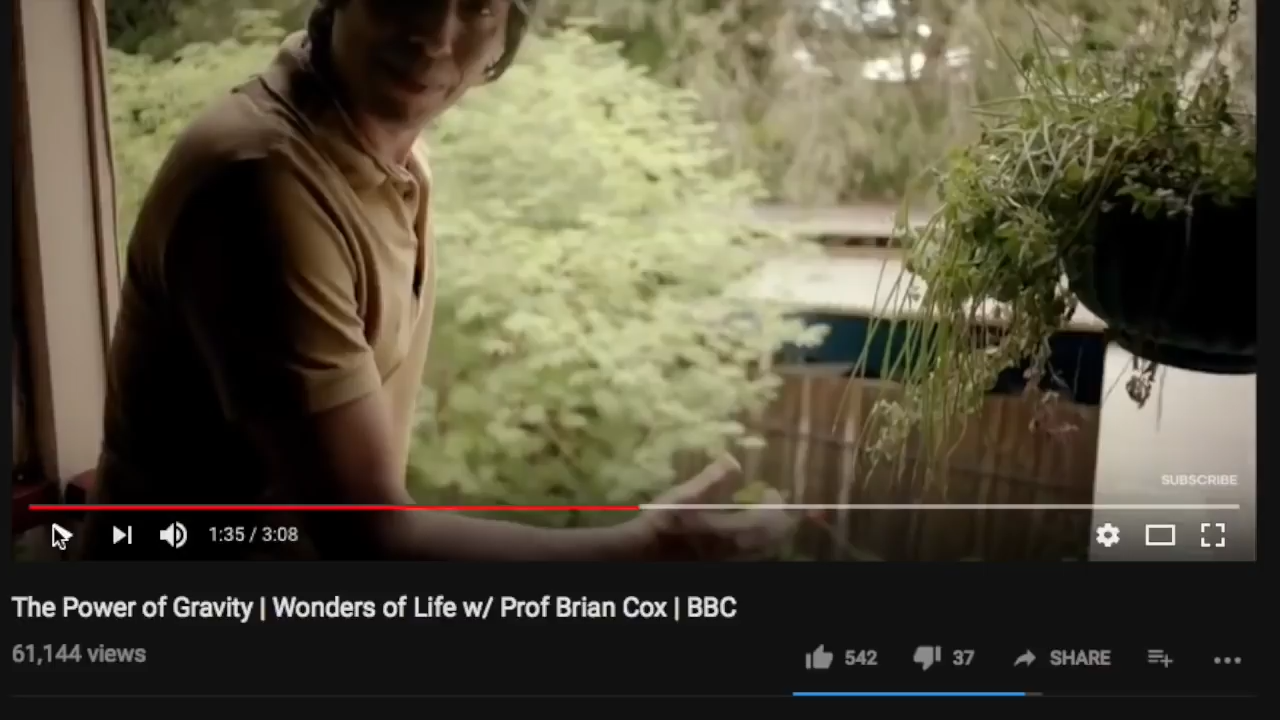 SUBSCRIBE
1:35 / 3:08
The Power of Gravity | Wonders of Life w/ Prof Brian Cox | BBC
61,144 views
542 37 SHARE